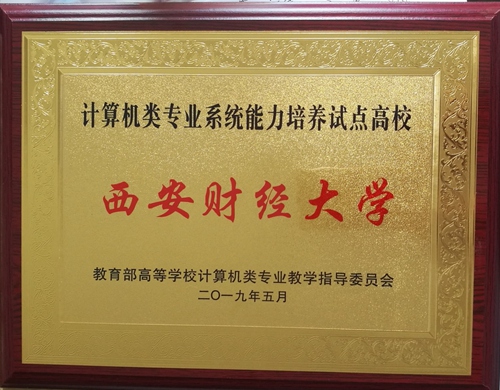 计算机类专业系统能力培养试点高校
西安财经大学
教育部高等学校计算机类专业教学指导委员会
二〇一九年五月